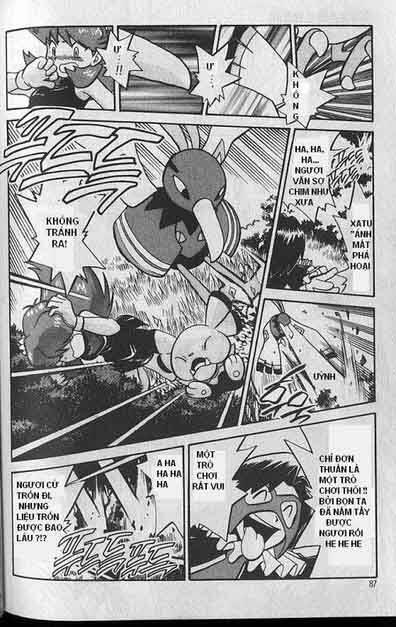 KHÔNG
Ư
...!!
Ư
...!!
HA, HA,
HA...
NGƯƠI
VẪN SỢ
CHIM NHƯ
XƯA
XATU
"ÁNH
MẮT
PHÁ
HOẠI
KHÔNG
TRÁNH
RA!
UỲNH
CHỈ ĐƠN
THUẦN LÀ
MỘT TRÒ
CHƠI THÔI !!
BỞI BỌN TA
ĐÃ NẮM TẨY
ĐƯỢC
NGƯƠI RỒI
HE HE HE
MỘT
TRÒ
CHƠI
RẤT VUI
A HA
HA HA
HA
NGƯƠI CỨ
TRỐN ĐI,
NHƯNG
LIỆU TRỐN
ĐƯỢC BAO
LÂU ?!?
87